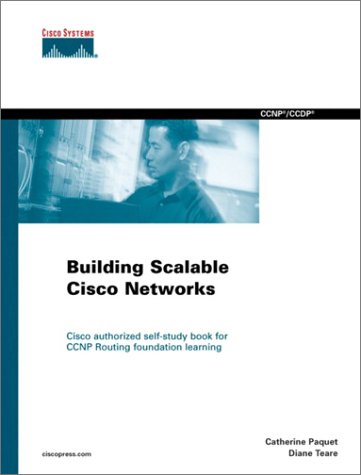 CISCO SYSTEMS
CCNP®/CCDP®
Building Scalable
Cisco Networks
Cisco authorized self-study book for
CCNP Routing foundation learning
Catherine Paquet
Diane Teare
ciscopress.com